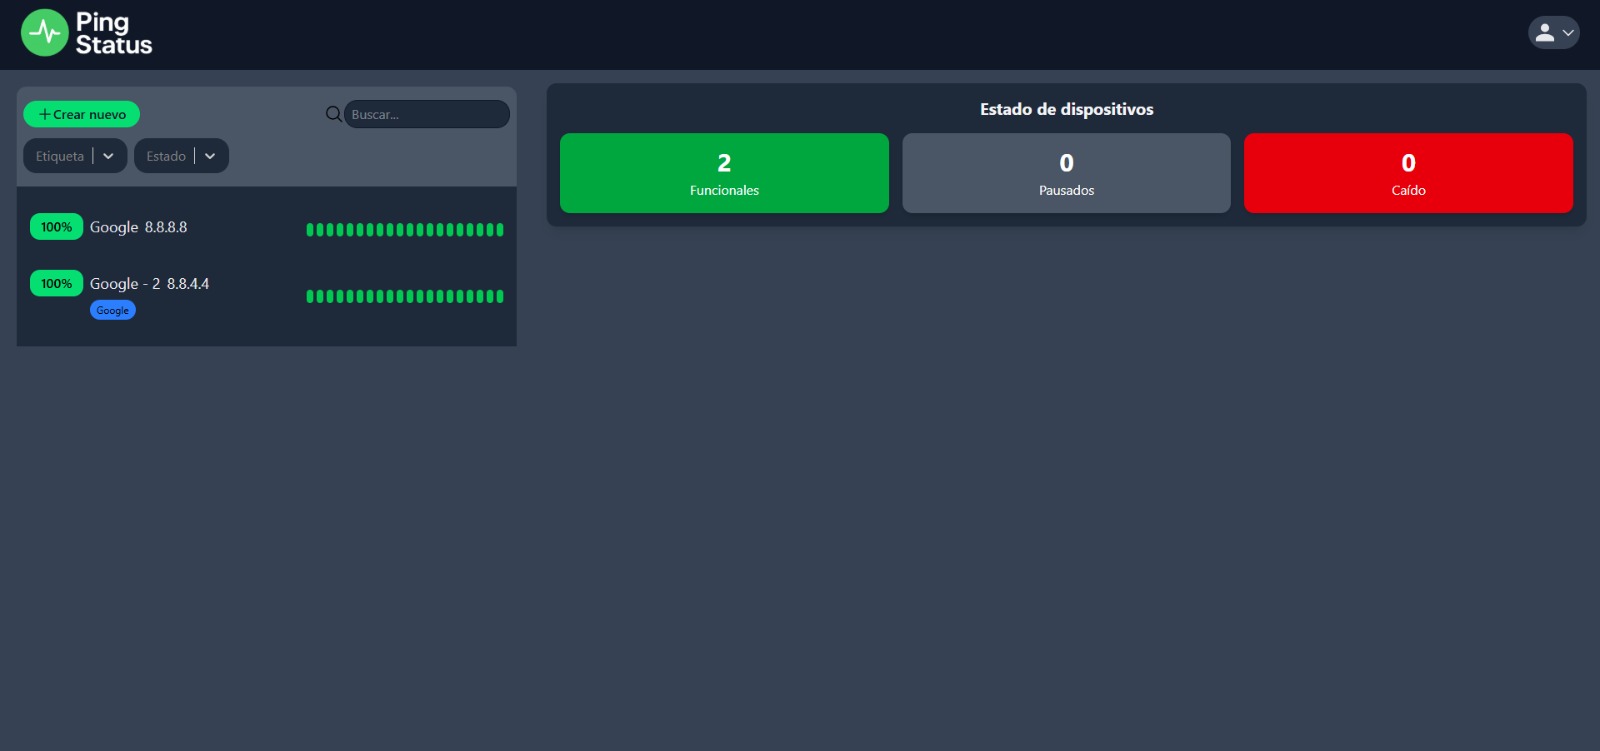 Ping
Status
Crear nuevo
Buscar...
Etiqueta
Estado
100% Google 8.8.8.8
100% Google - 2 8.8.4.4
Google
Estado de dispositivos
2
Funcionales
0
Pausados
0
Caído